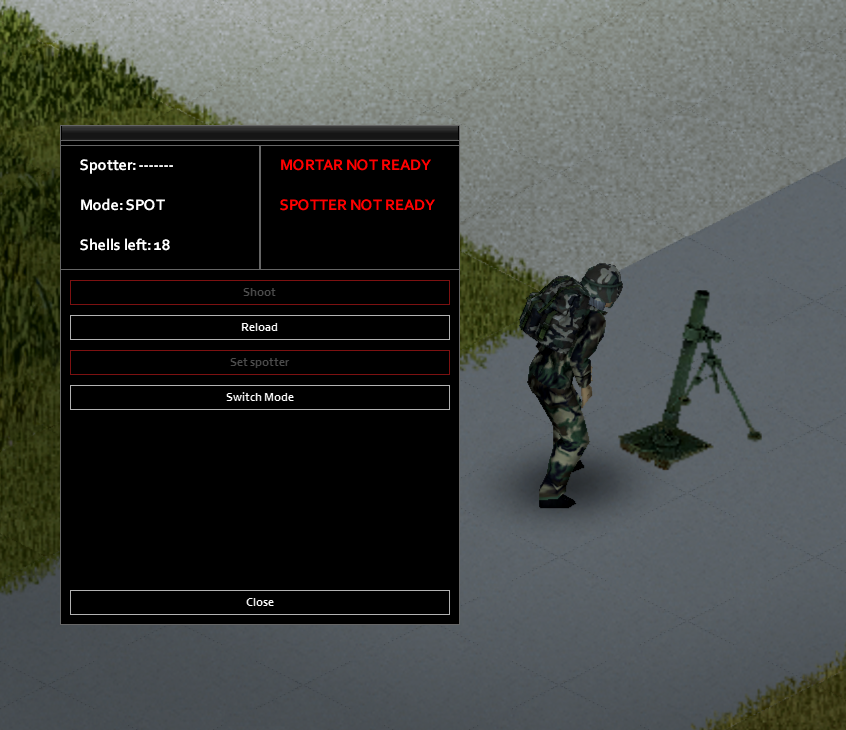 Spotter: -------
MORTAR NOT READY
Mode: SPOT
SPOTTER NOT READY
Shells left: 18
Shoot
Reload
Set spotter
Switch Mode
Close